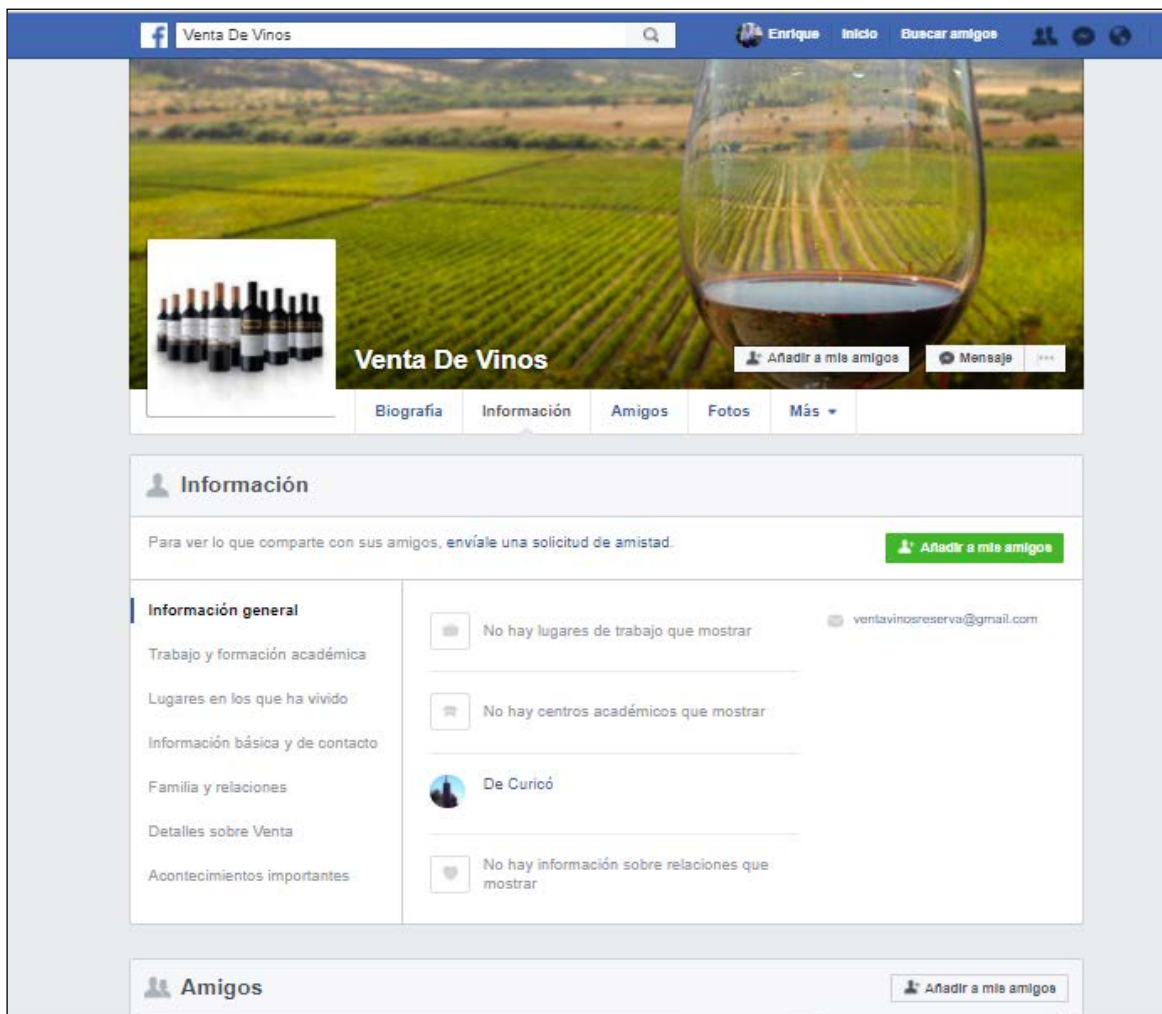 Venta De Vinos
Enrique Inicio Buscar amigos
Venta De Vinos
Añadir a mis amigos
Mensaje
Biografía Información Amigos Fotos Más
Información
Para ver lo que comparte con sus amigos, envíale una solicitud de amistad.
Añadir a mis amigos
Información general
Trabajo y formación académica
Lugares en los que ha vivido
Información básica y de contacto
Familia y relaciones
Detalles sobre Venta
Acontecimientos importantes
No hay lugares de trabajo que mostrar
No hay centros académicos que mostrar
De Curicó
No hay información sobre relaciones que
mostrar
ventavinosreserva@gmail.com
Amigos
Añadir a mis amigos